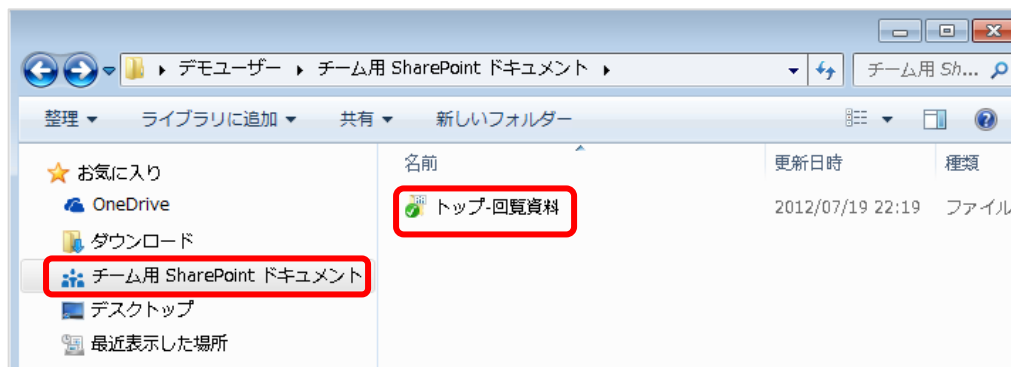 デモユーザー ▸ チーム用 SharePoint ドキュメント ▸
チーム用 Sh...
整理 ▼ ライブラリに追加 ▼ 共有 ▼ 新しいフォルダー
お気に入り
OneDrive
ダウンロード
チーム用 SharePoint ドキュメント
デスクトップ
最近表示した場所
名前 更新日時 種類
トップ-回覧資料 2012/07/19 22:19 ファイル